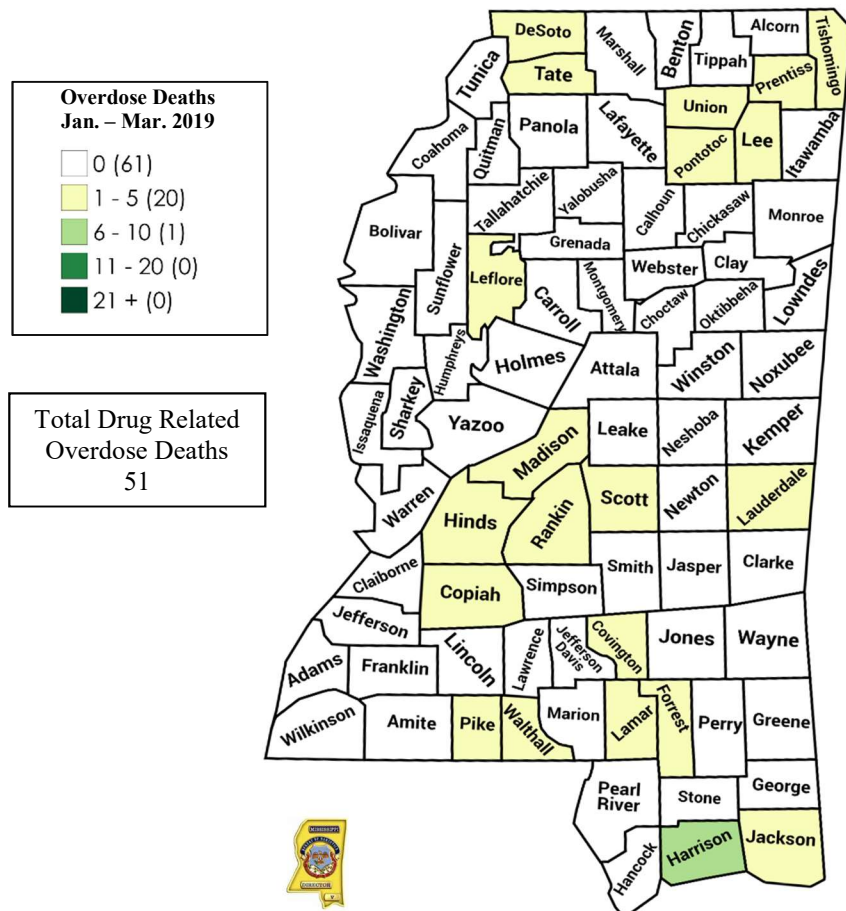 Overdose Deaths
Jan. – Mar. 2019
0 (61)
1 - 5 (20)
6 - 10 (1)
11 - 20 (0)
21 + (0)
Total Drug Related
Overdose Deaths
51
DeSoto
Marshall
Benton
Tippah
Alcorn
Tishomingo
Tunica
Tate
Prentiss
Union
Coahoma
Quitman
Panola
Lafayette
Pontotoc
Lee
Itawamba
Bolivar
Tallahatchie
Yalobusha
Calhoun
Chickasaw
Monroe
Sunflower
Leflore
Grenada
Webster
Clay
Washington
Carroll
Montgomery
Choctaw
Oktibbeha
Lowndes
Humphreys
Holmes
Attala
Winston
Noxubee
Issaquena
Sharkey
Yazoo
Madison
Leake
Neshoba
Kemper
Warren
Hinds
Rankin
Scott
Newton
Lauderdale
Claiborne
Copiah
Simpson
Smith
Jasper
Clarke
Jefferson
Adams
Franklin
Lincoln
Lawrence
Jefferson
Davis
Covington
Jones
Wayne
Wilkinson
Amite
Pike
Walthall
Marion
Lamar
Forrest
Perry
Greene
Pearl
River
Stone
George
Hancock
Harrison
Jackson
MISSISSIPPI
DIRECTOR